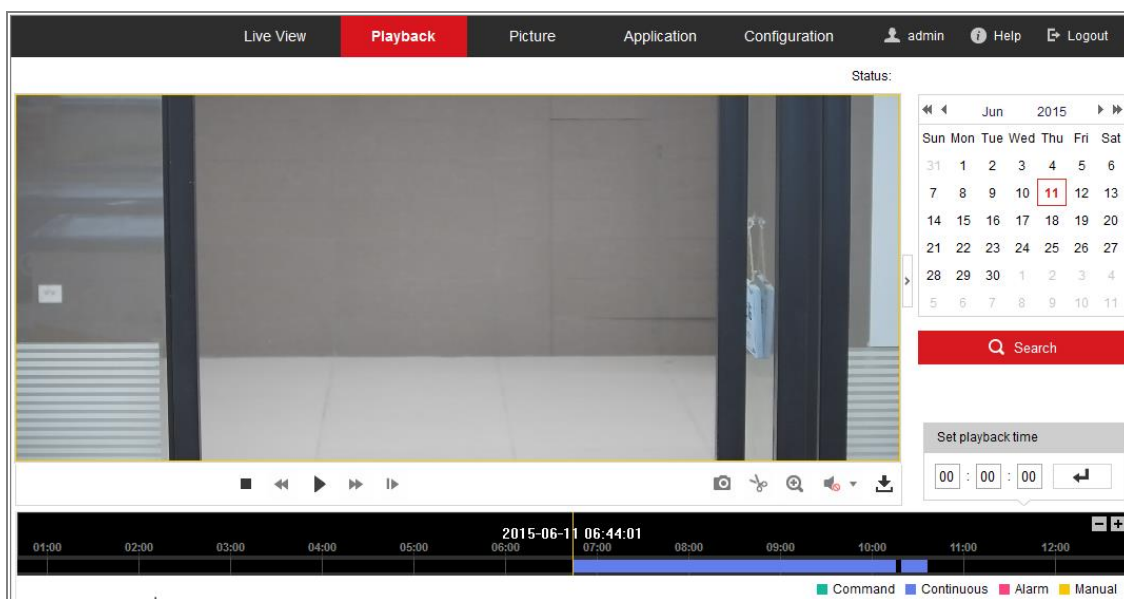 Live View Playback Picture Application Configuration admin Help Logout
Status:
Jun 2015
Sun Mon Tue Wed Thu Fri Sat
31 1 2 3 4 5 6
7 8 9 10 11 12 13
14 15 16 17 18 19 20
21 22 23 24 25 26 27
28 29 30 1 2 3 4
5 6 7 8 9 10 11
Search
Set playback time
00 : 00 : 00
2015-06-11 06:44:01
01:00 02:00 03:00 04:00 05:00 06:00 07:00 08:00 09:00 10:00 11:00 12:00
Command Continuous Alarm Manual